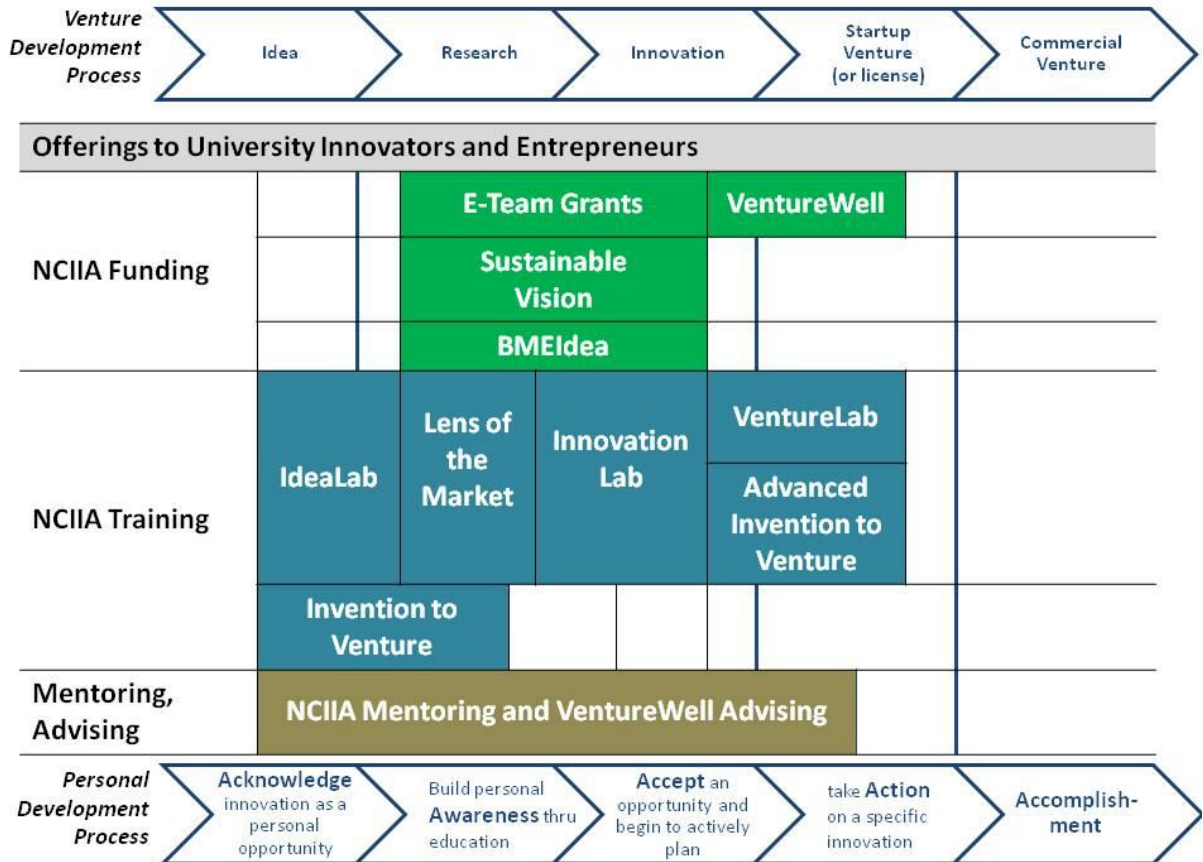 Venture
Development
Process
Idea
Research
Innovation
Startup
Venture
(or license)
Commercial
Venture
Offerings to University Innovators and Entrepreneurs
NCIIA Funding
E-Team Grants
VentureWell
Sustainable
Vision
BMEIdea
NCIIA Training
IdeaLab
Lens of
the
Market
Innovation
Lab
VentureLab
Advanced
Invention to
Venture
Invention to
Venture
Mentoring,
Advising
NCIIA Mentoring and VentureWell Advising
Personal
Development
Process
Acknowledge
innovation as a
personal
opportunity
Build personal
Awareness thru
education
Accept an
opportunity and
begin to actively
plan
take Action
on a specific
innovation
Accomplish-
ment